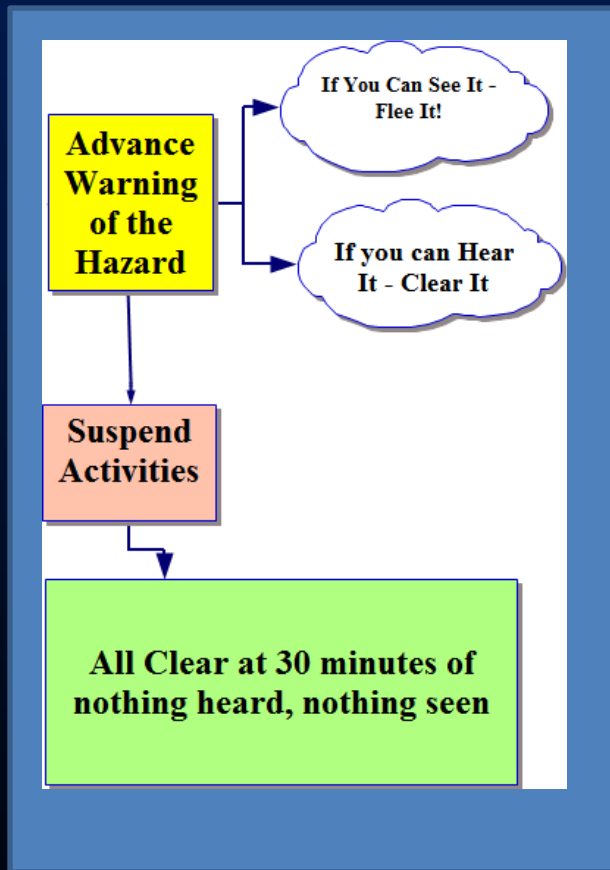 If You Can See It -
Flee It!
Advance
Warning
of the
Hazard
If you can Hear
It - Clear It
Suspend
Activities
All Clear at 30 minutes of
nothing heard, nothing seen